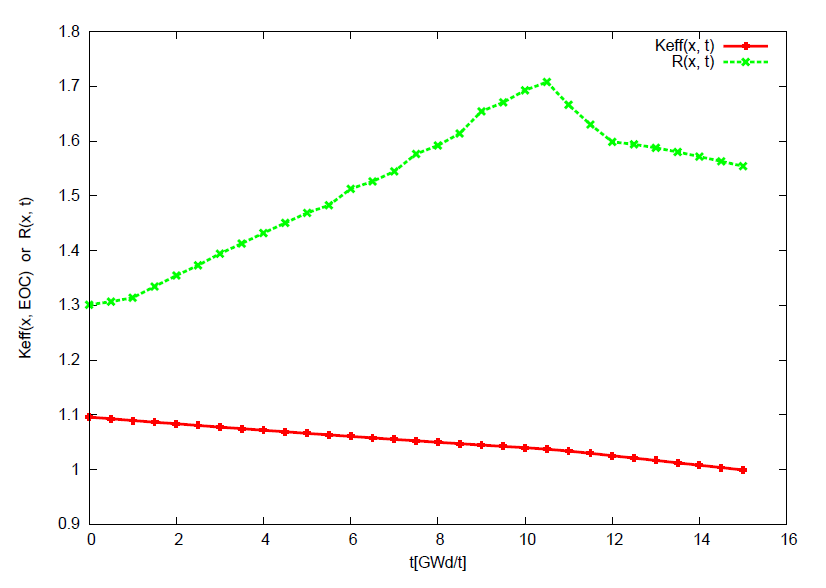 1.8
1.7
1.6
1.5
1.4
1.3
1.2
1.1
1
0.9
Keff(x, EOC) or R(x, t)
Keff(x, t)
R(x, t)
0 2 4 6 8 10 12 14 16
t[GWd/t]